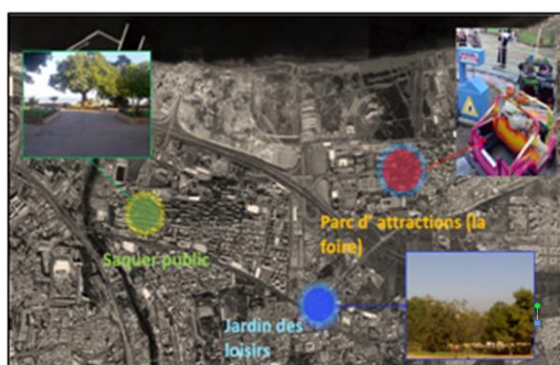 Parc d' attractions (la
foire)
Saquer public
Jardin des
loisirs